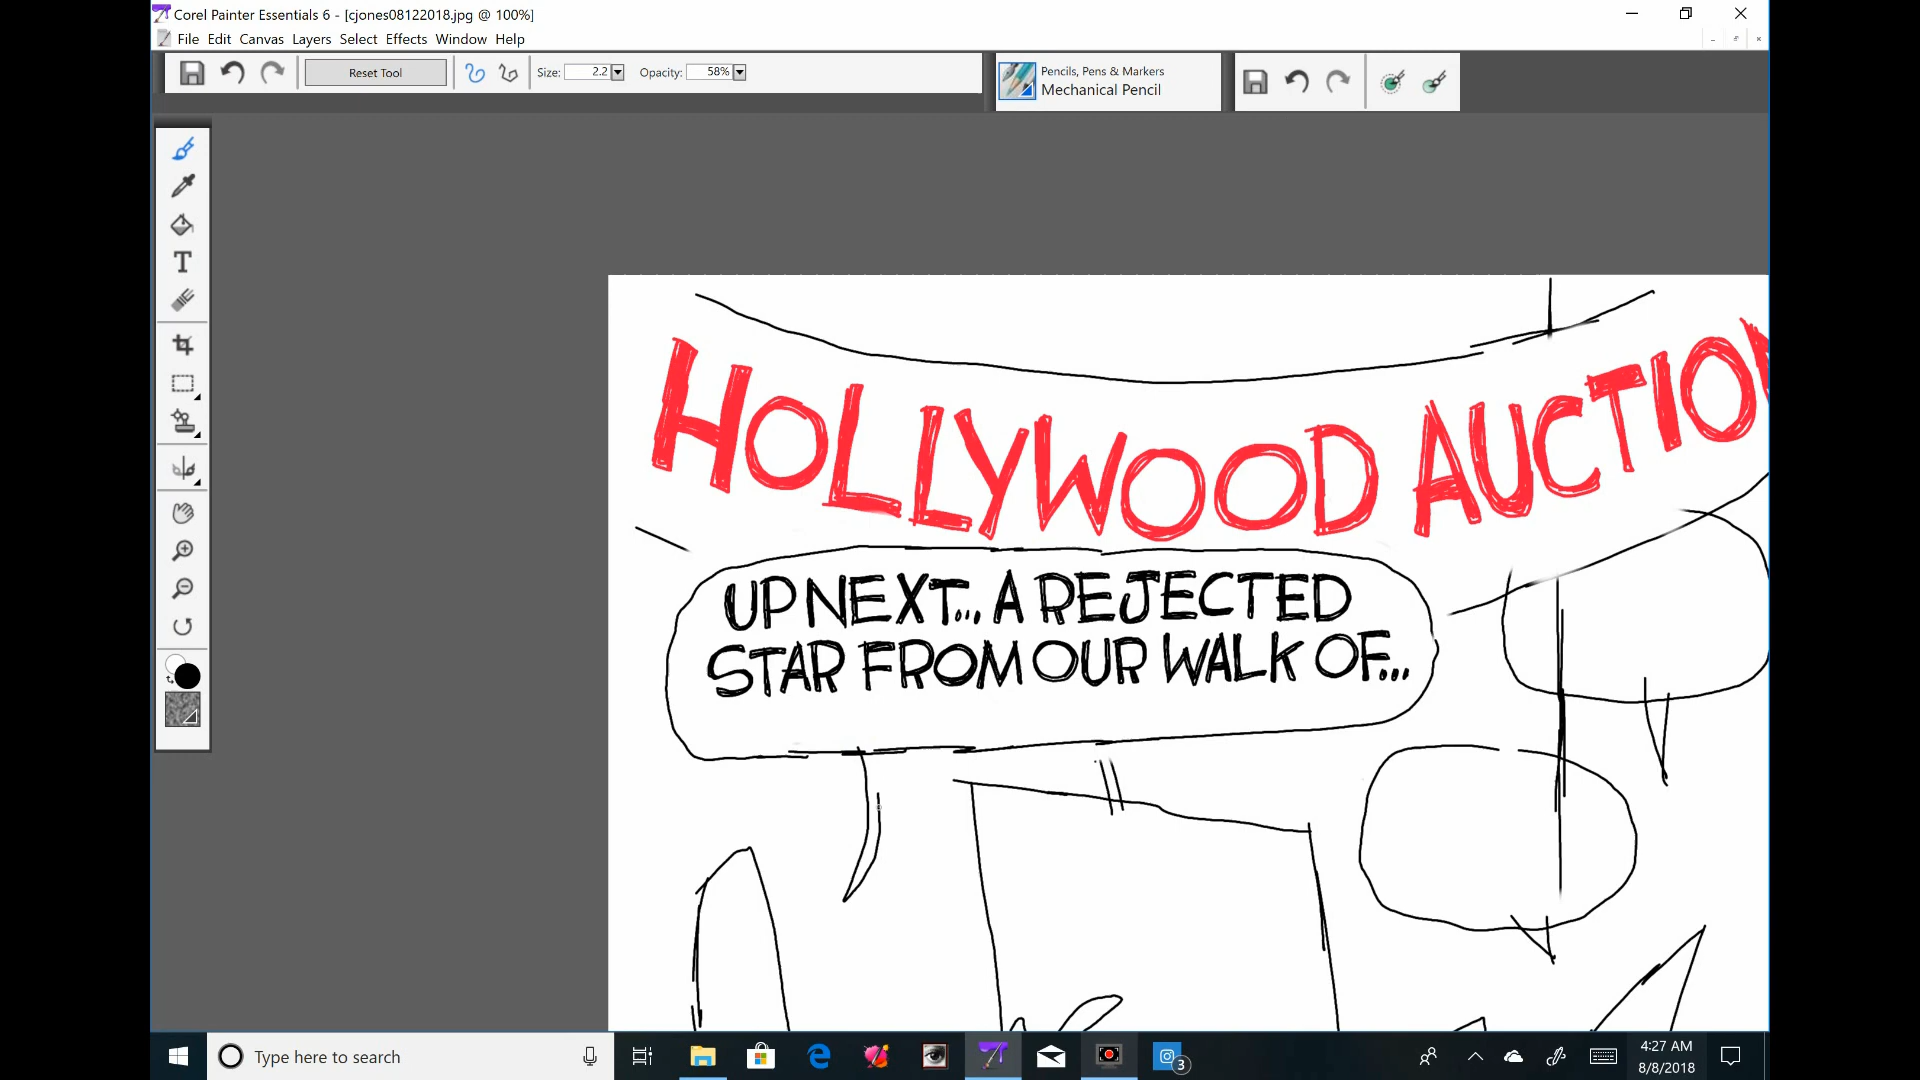 Corel Painter Essentials 6 - [cjones08122018.jpg @ 100%]
File Edit Canvas Layers Select Effects Window Help
Reset Tool
Size: 2.2
Opacity: 58%
Pencils, Pens & Markers
Mechanical Pencil
T
HOLLYWOOD AUCTION
UP NEXT... A REJECTED
STAR FROM OUR WALK OF...
Type here to search
3
4:27 AM
8/8/2018